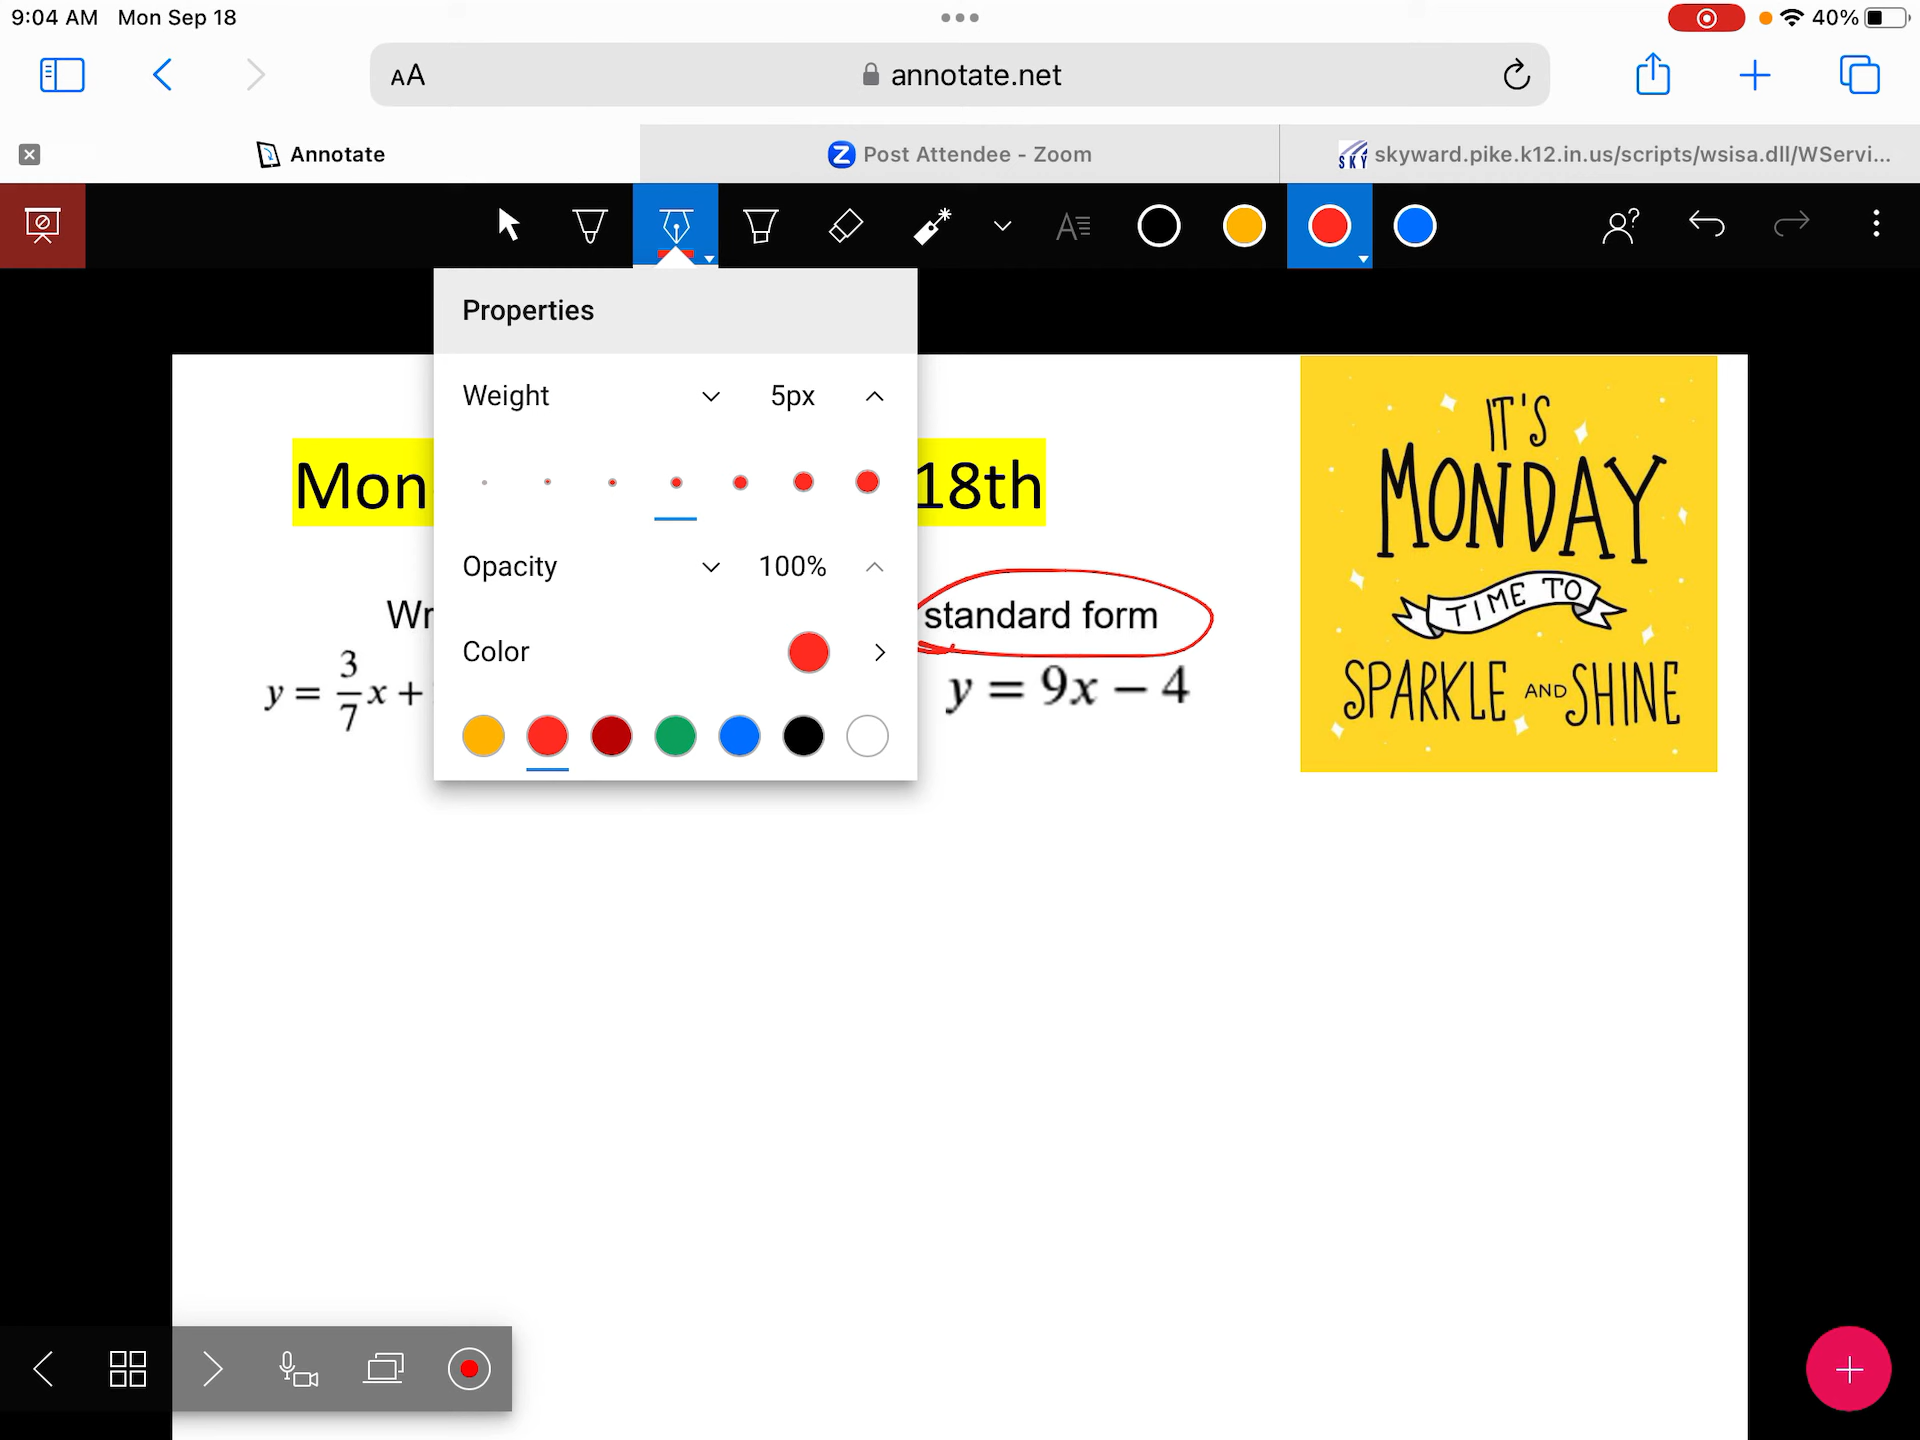 9:04 AM Mon Sep 18
40%
AA
annotate.net
Annotate
Post Attendee - Zoom
SKY
skyward.pike.k12.in.us/scripts/wsisa.dll/WServi...
Properties
Weight 5px
Mon 18th
Opacity 100%
Wr standard form
Color
y = 3/7 x +
y = 9x − 4
IT'S
MONDAY
TIME TO
SPARKLE AND SHINE